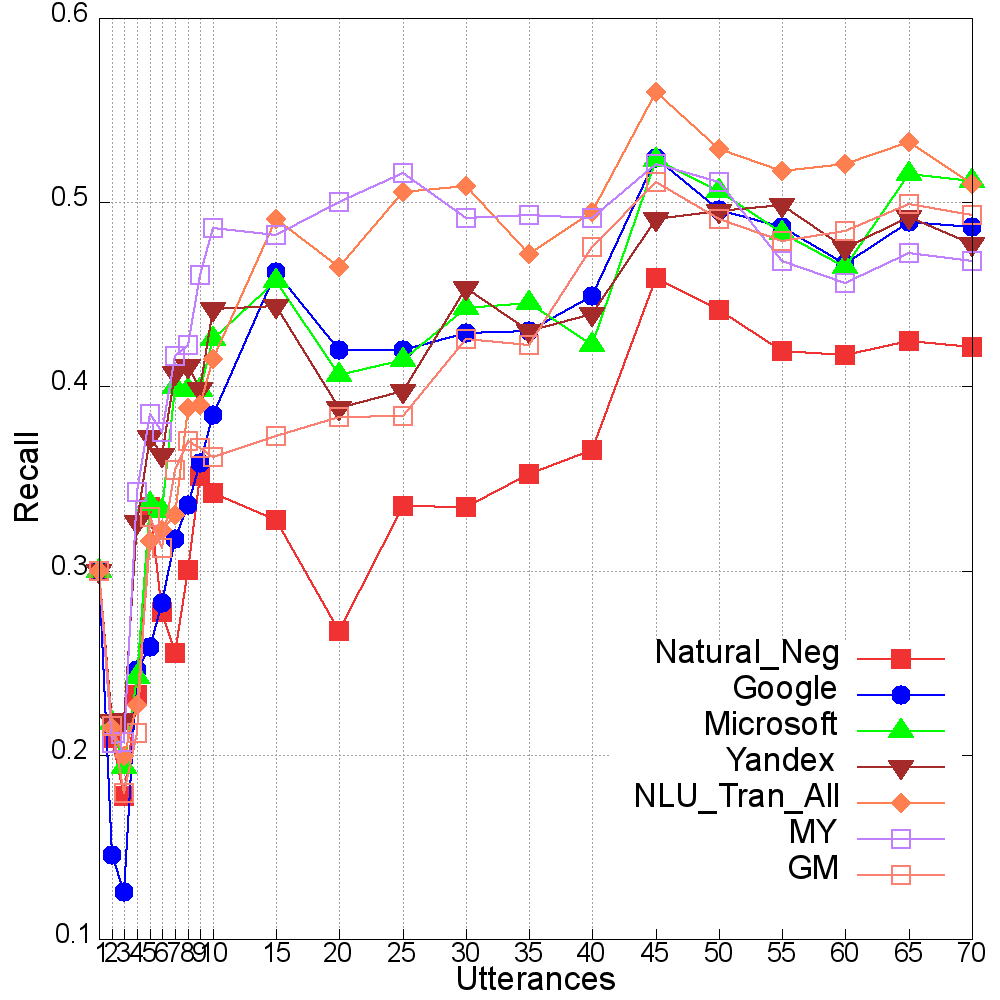 0.6
0.5
0.4
0.3
0.2
0.1
Recall
Natural_Neg
Google
Microsoft
Yandex
NLU_Tran_All
MY
GM
1 2 3 4 5 6 7 8 9 10 15 20 25 30 35 40 45 50 55 60 65 70
Utterances